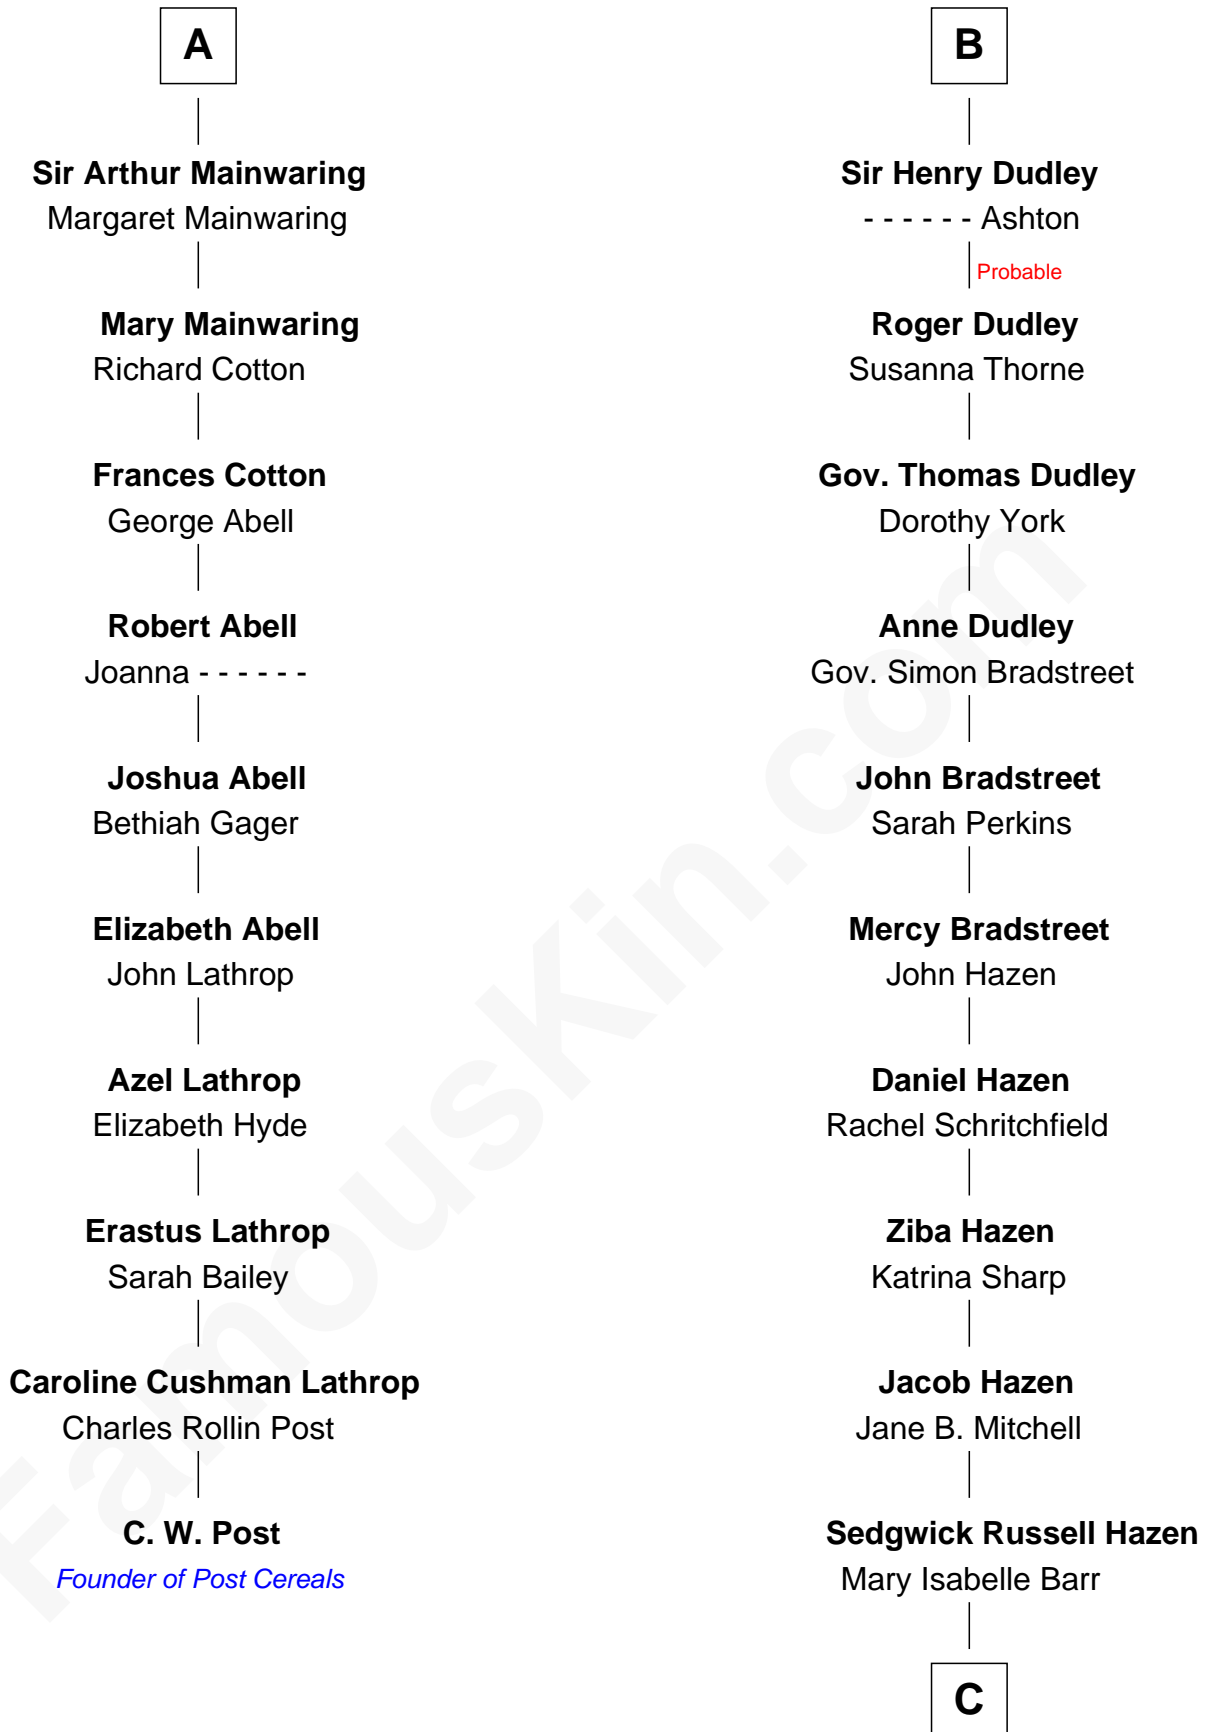 A
Sir Arthur Mainwaring
Margaret Mainwaring
Mary Mainwaring
Richard Cotton
Frances Cotton
George Abell
Robert Abell
Joanna - - - - - -
Joshua Abell
Bethiah Gager
Elizabeth Abell
John Lathrop
Azel Lathrop
Elizabeth Hyde
Erastus Lathrop
Sarah Bailey
Caroline Cushman Lathrop
Charles Rollin Post
C. W. Post
Founder of Post Cereals
B
Sir Henry Dudley
- - - - - - Ashton
Probable
Roger Dudley
Susanna Thorne
Gov. Thomas Dudley
Dorothy York
Anne Dudley
Gov. Simon Bradstreet
John Bradstreet
Sarah Perkins
Mercy Bradstreet
John Hazen
Daniel Hazen
Rachel Schritchfield
Ziba Hazen
Katrina Sharp
Jacob Hazen
Jane B. Mitchell
Sedgwick Russell Hazen
Mary Isabelle Barr
C
FamousKin.com